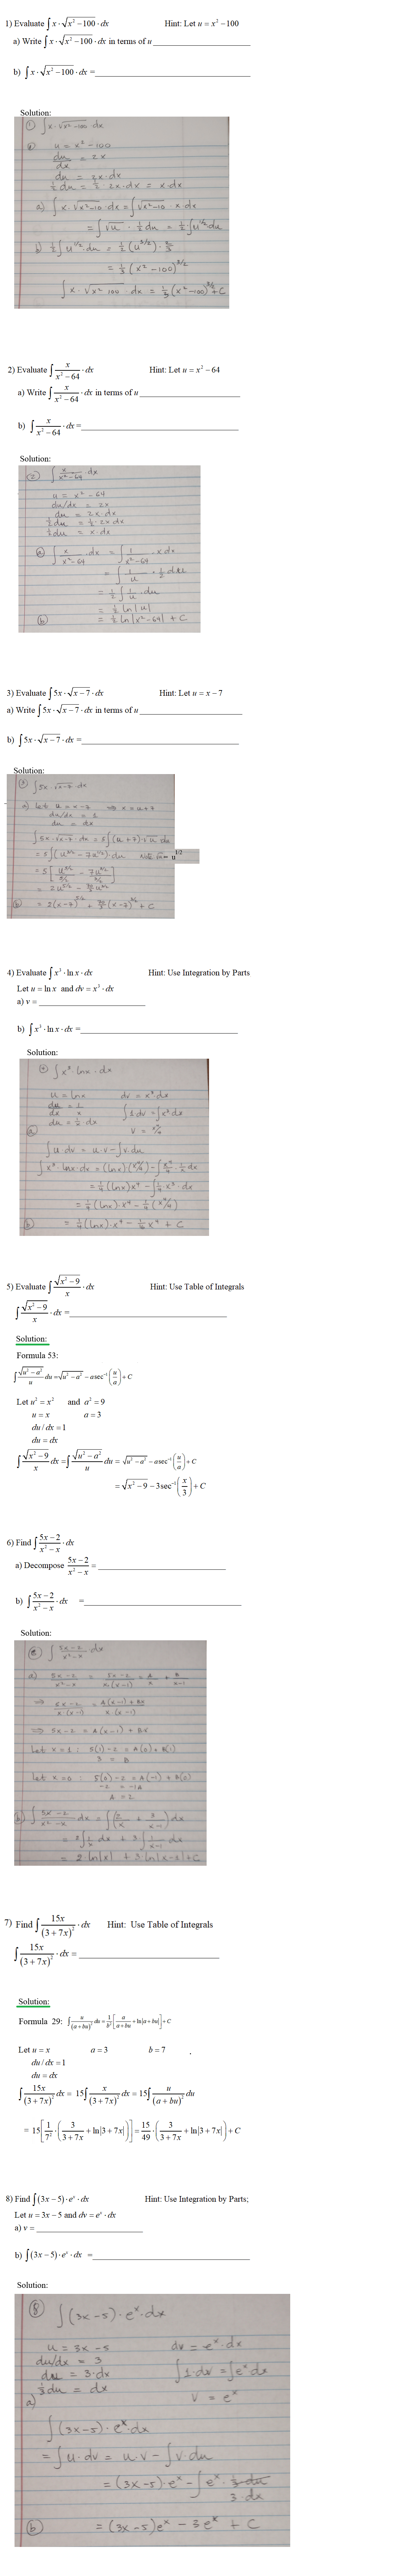 1) Evaluate ∫ x · √(x² − 100) · dx    Hint: Let u = x² − 100
a) Write ∫ x · √(x² − 100) · dx in terms of u
b) ∫ x · √(x² − 100) · dx =
Solution:
① ∫ x · √(x² − 100) dx
u = x² − 100
du/dx = 2x
du = 2x · dx
½ du = ½ 2x · dx = x · dx
a) ∫ x · √(x² − 10 · dx = ∫ √(x² − 10 · x · dx
= ∫ √u · ½ du = ½ ∫ u^(1/2) du
b) ½ ∫ u^(1/2) du = ½ (u^(3/2)) · ⅔
= ⅓ (x² − 100)^(3/2)
∫ x · √(x² 100) · dx = ⅓ (x² − 100)^(3/2) + C
2) Evaluate ∫ x/(x² − 64) · dx    Hint: Let u = x² − 64
a) Write ∫ x/(x² − 64) · dx in terms of u
b) ∫ x/(x² − 64) · dx =
Solution:
② ∫ x/(x² − 64) · dx
u = x² − 64
du/dx = 2x
du = 2x · dx
½ du = ½ · 2x dx
½ du = x · dx
ⓐ ∫ x/(x² − 64) · dx = ∫ 1/(x² − 64) · x dx
= ∫ 1/u · ½ du
= ½ ∫ 1/u · du
= ½ ln |u|
ⓑ = ½ ln |x² − 64| + C
3) Evaluate ∫ 5x · √(x − 7) · dx    Hint: Let u = x − 7
a) Write ∫ 5x · √(x − 7) · dx in terms of u
b) ∫ 5x · √(x − 7) · dx =
Solution:
③ ∫ 5x · √(x − 7) dx
a) Let u = x − 7 ⇒ x = u + 7
du/dx = 1
du = dx
∫ 5x · √(x − 7) · dx = 5 ∫ (u + 7) · √u du
= 5 ∫ (u^(3/2) − 7u^(1/2)) · du  Note √u = u^(1/2)
= 5 [u^(5/2)/(5/2) − 7u^(3/2)/(3/2)]
ⓑ = 2(x − 7)^(5/2) + 70/3 (x − 7)^(3/2) + C
4) Evaluate ∫ x³ · ln x · dx    Hint: Use Integration by Parts
Let u = ln x and dv = x³ · dx
a) v =
b) ∫ x³ · ln x · dx =
Solution:
④ ∫ x³ lnx · dx
u = lnx    dv = x³ · dx
du/dx = 1/x    ∫ 1 dv = ∫ x³ dx
du = 1/x dx    v = x⁴/4
ⓐ
∫ u · dv = u · v − ∫ v · du
∫ x³ lnx · dx = (lnx)(x⁴/4) − ∫ x⁴/4 · 1/x dx
= ¼ (lnx) x⁴ − ∫ ¼ x³ · dx
= ¼ (lnx) · x⁴ − ¼ (x⁴/4)
ⓑ = ¼ (lnx) · x⁴ − 1/16 x⁴ + C
5) Evaluate ∫ √(x² − 9)/x · dx    Hint: Use Table of Integrals
∫ √(x² − 9)/x · dx =
Solution:
Formula 53:
∫ √(u² − a²)/u du = √(u² − a²) − a sec⁻¹(u/a) + C
Let u² = x² and a² = 9
u = x    a = 3
du / dx = 1
du = dx
∫ √(x² − 9)/x dx = ∫ √(u² − a²)/u du = √(u² − a²) − a sec⁻¹(u/a) + C
= √(x² − 9) − 3 sec⁻¹(x/3) + C
6) Find ∫ (5x − 2)/(x² − x) · dx
a) Decompose (5x − 2)/(x² − x) =
b) ∫ (5x − 2)/(x² − x) · dx =
Solution:
⑥ ∫ (5x − 2)/(x² − x) dx
a) (5x − 2)/(x² − x) = (5x − 2)/(x(x − 1)) = A/x + B/(x − 1)
⇒ (5x − 2)/(x · (x − 1)) = (A(x − 1) + Bx)/(x · (x − 1))
⇒ 5x − 2 = A(x − 1) + Bx
Let x = 1 : 5(1) − 2 = A(0) + B(1)
3 = B
Let x = 0 : 5(0) − 2 = A(−1) + B(0)
−2 = −1A
A = 2
ⓑ ∫ (5x − 2)/(x² − x) dx = ∫ (2/x + 3/(x − 1)) dx
= 2 ∫ 1/x dx + 3 ∫ 1/(x − 1) dx
= 2 ln|x| + 3 ln|x − 1| + C
7) Find ∫ 15x/(3 + 7x)² · dx    Hint: Use Table of Integrals
∫ 15x/(3 + 7x)² · dx =
Solution:
Formula 29: ∫ u/(a + bu)² du = 1/b² [a/(a + bu) + ln|a + bu|] + C
Let u = x    a = 3    b = 7 .
du / dx = 1
du = dx
∫ 15x/(3 + 7x)² dx = 15 ∫ x/(3 + 7x)² dx = 15 ∫ u/(a + bu)² du
= 15 [1/7² · (3/(3 + 7x) + ln|3 + 7x|)] = 15/49 · (3/(3 + 7x) + ln|3 + 7x|) + C
8) Find ∫ (3x − 5) · eˣ · dx    Hint: Use Integration by Parts;
Let u = 3x − 5 and dv = eˣ · dx
a) v =
b) ∫ (3x − 5) · eˣ · dx =
Solution:
⑧ ∫ (3x − 5) · eˣ · dx
u = 3x − 5    dv = eˣ · dx
du/dx = 3    ∫ 1 · dv = ∫ eˣ dx
du = 3 · dx    v = eˣ
⅓ du = dx
a)
∫ (3x − 5) · eˣ · dx
= ∫ u · dv = u · v − ∫ v · du
= (3x − 5) · eˣ − ∫ eˣ · ⅓ du
3 · dx
ⓑ = (3x − 5)eˣ − 3eˣ + C